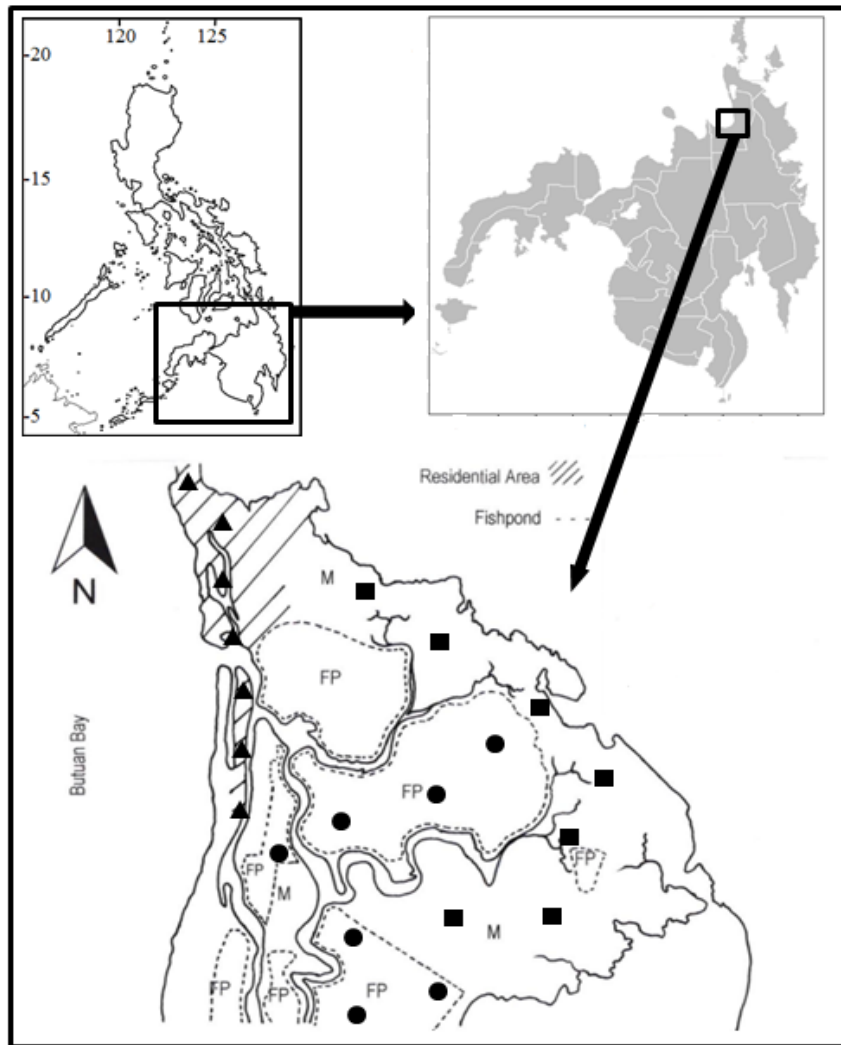 120 125
-20
-15
-10
-5
Residential Area
Fishpond
N
M
FP
Butuan Bay
FP
FP
FP
M
M
FP
FP
FP